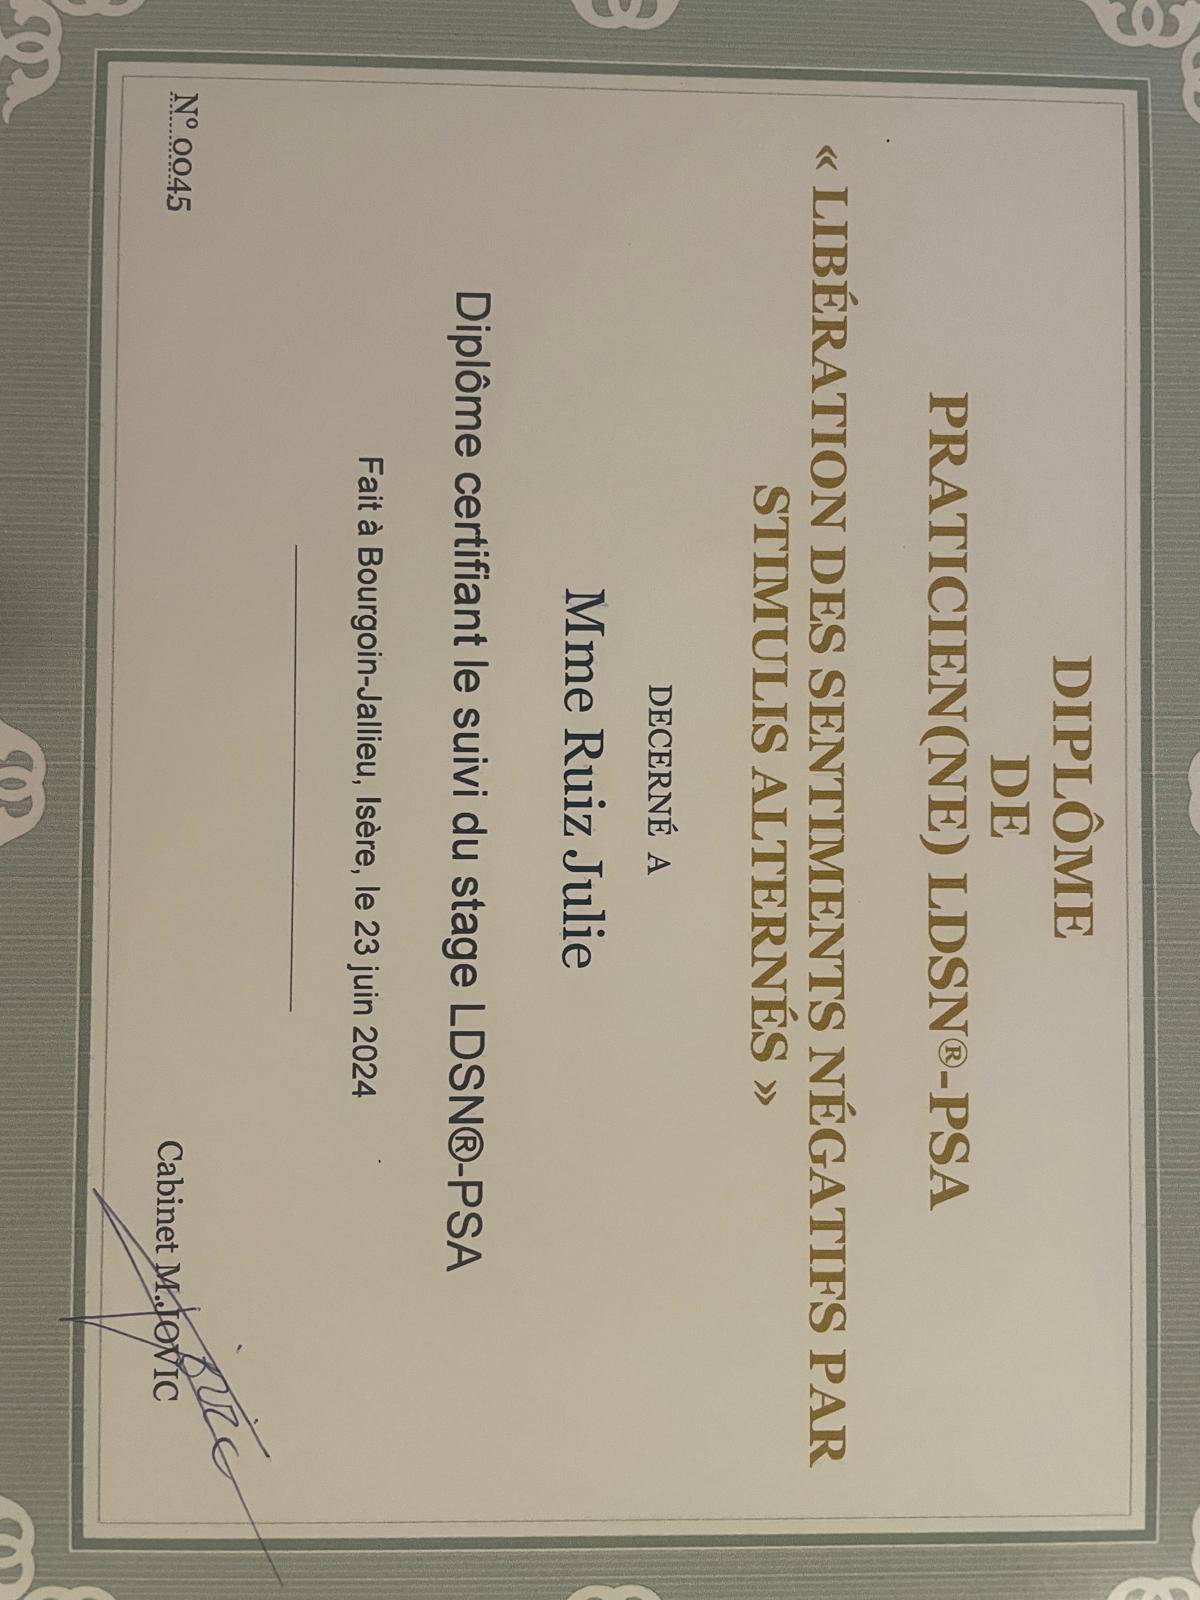 DIPLÔME
DE
PRATICIEN(NE) LDSN®-PSA
« LIBÉRATION DES SENTIMENTS NÉGATIFS PAR
STIMULIS ALTERNÉS »
DECERNÉ A
Mme Ruiz Julie
Diplôme certifiant le suivi du stage LDSN®-PSA
Fait à Bourgoin-Jallieu, Isère, le 23 juin 2024
N° 0045
Cabinet M.JOVIC